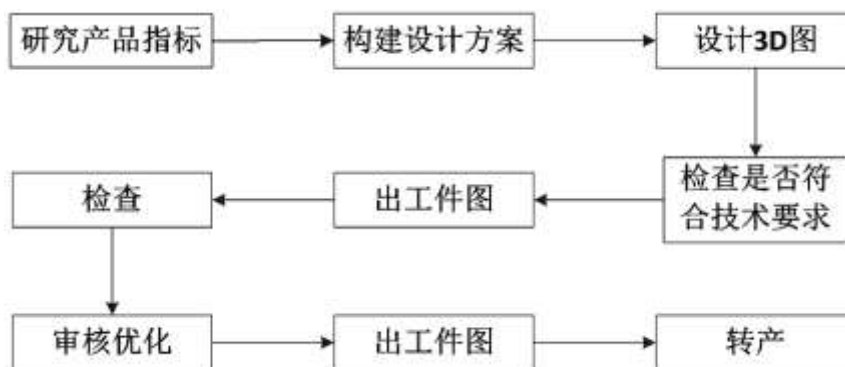 研究产品指标
构建设计方案
设计3D图
检查是否符
合技术要求
出工件图
检查
审核优化
出工件图
转产